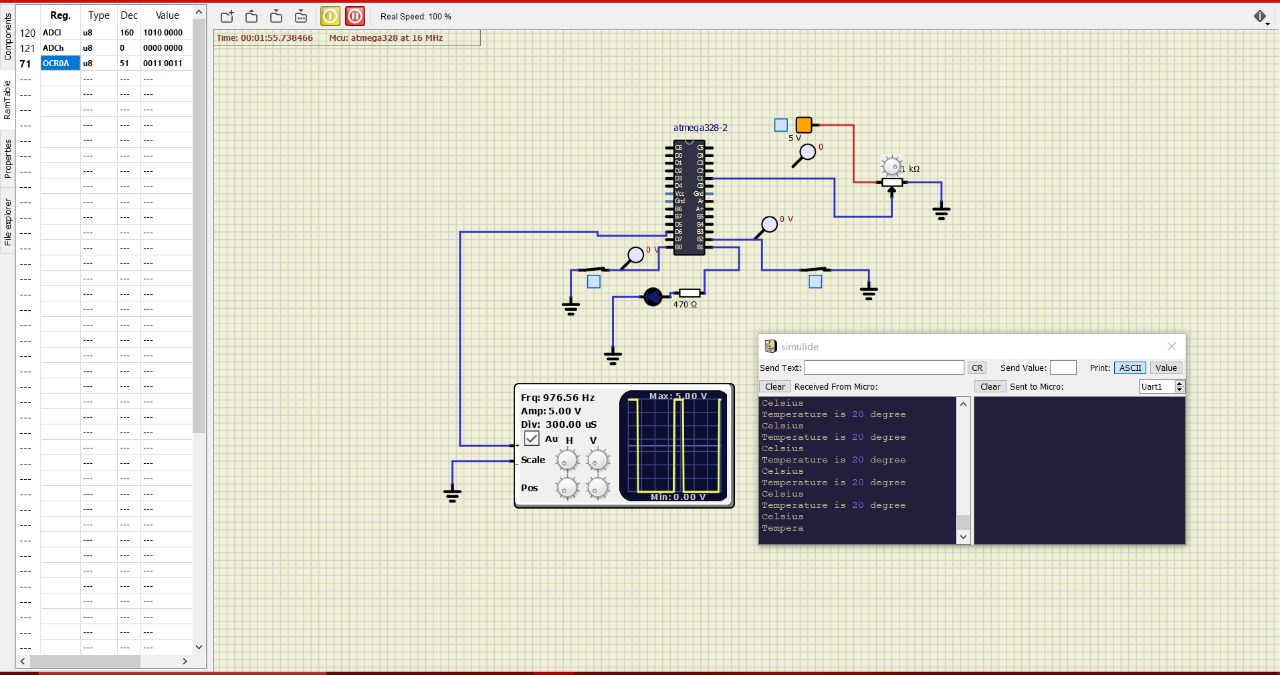 Components
RamTable
Properties
File explorer
Reg. Type Dec Value
120 ADCl u8 160 1010 0000
121 ADCh u8 0 0000 0000
71 OCR0A u8 51 0011 0011
Real Speed: 100 %
Time: 00:01:55.738466 Mcu: atmega328 at 16 MHz
atmega328-2
5 V
0
1 kΩ
0 V
0 V
470 Ω
Frq: 976.56 Hz
Amp: 5.00 V
Div: 300.00 uS
Au H V
Scale
Pos
Max: 5.00 V
Min: 0.00 V
simulide
Send Text: CR Send Value: Print: ASCII Value
Clear Received From Micro: Clear Sent to Micro: Uart1
Celsius
Temperature is 20 degree
Celsius
Temperature is 20 degree
Celsius
Temperature is 20 degree
Celsius
Temperature is 20 degree
Celsius
Temperature is 20 degree
Celsius
Tempera